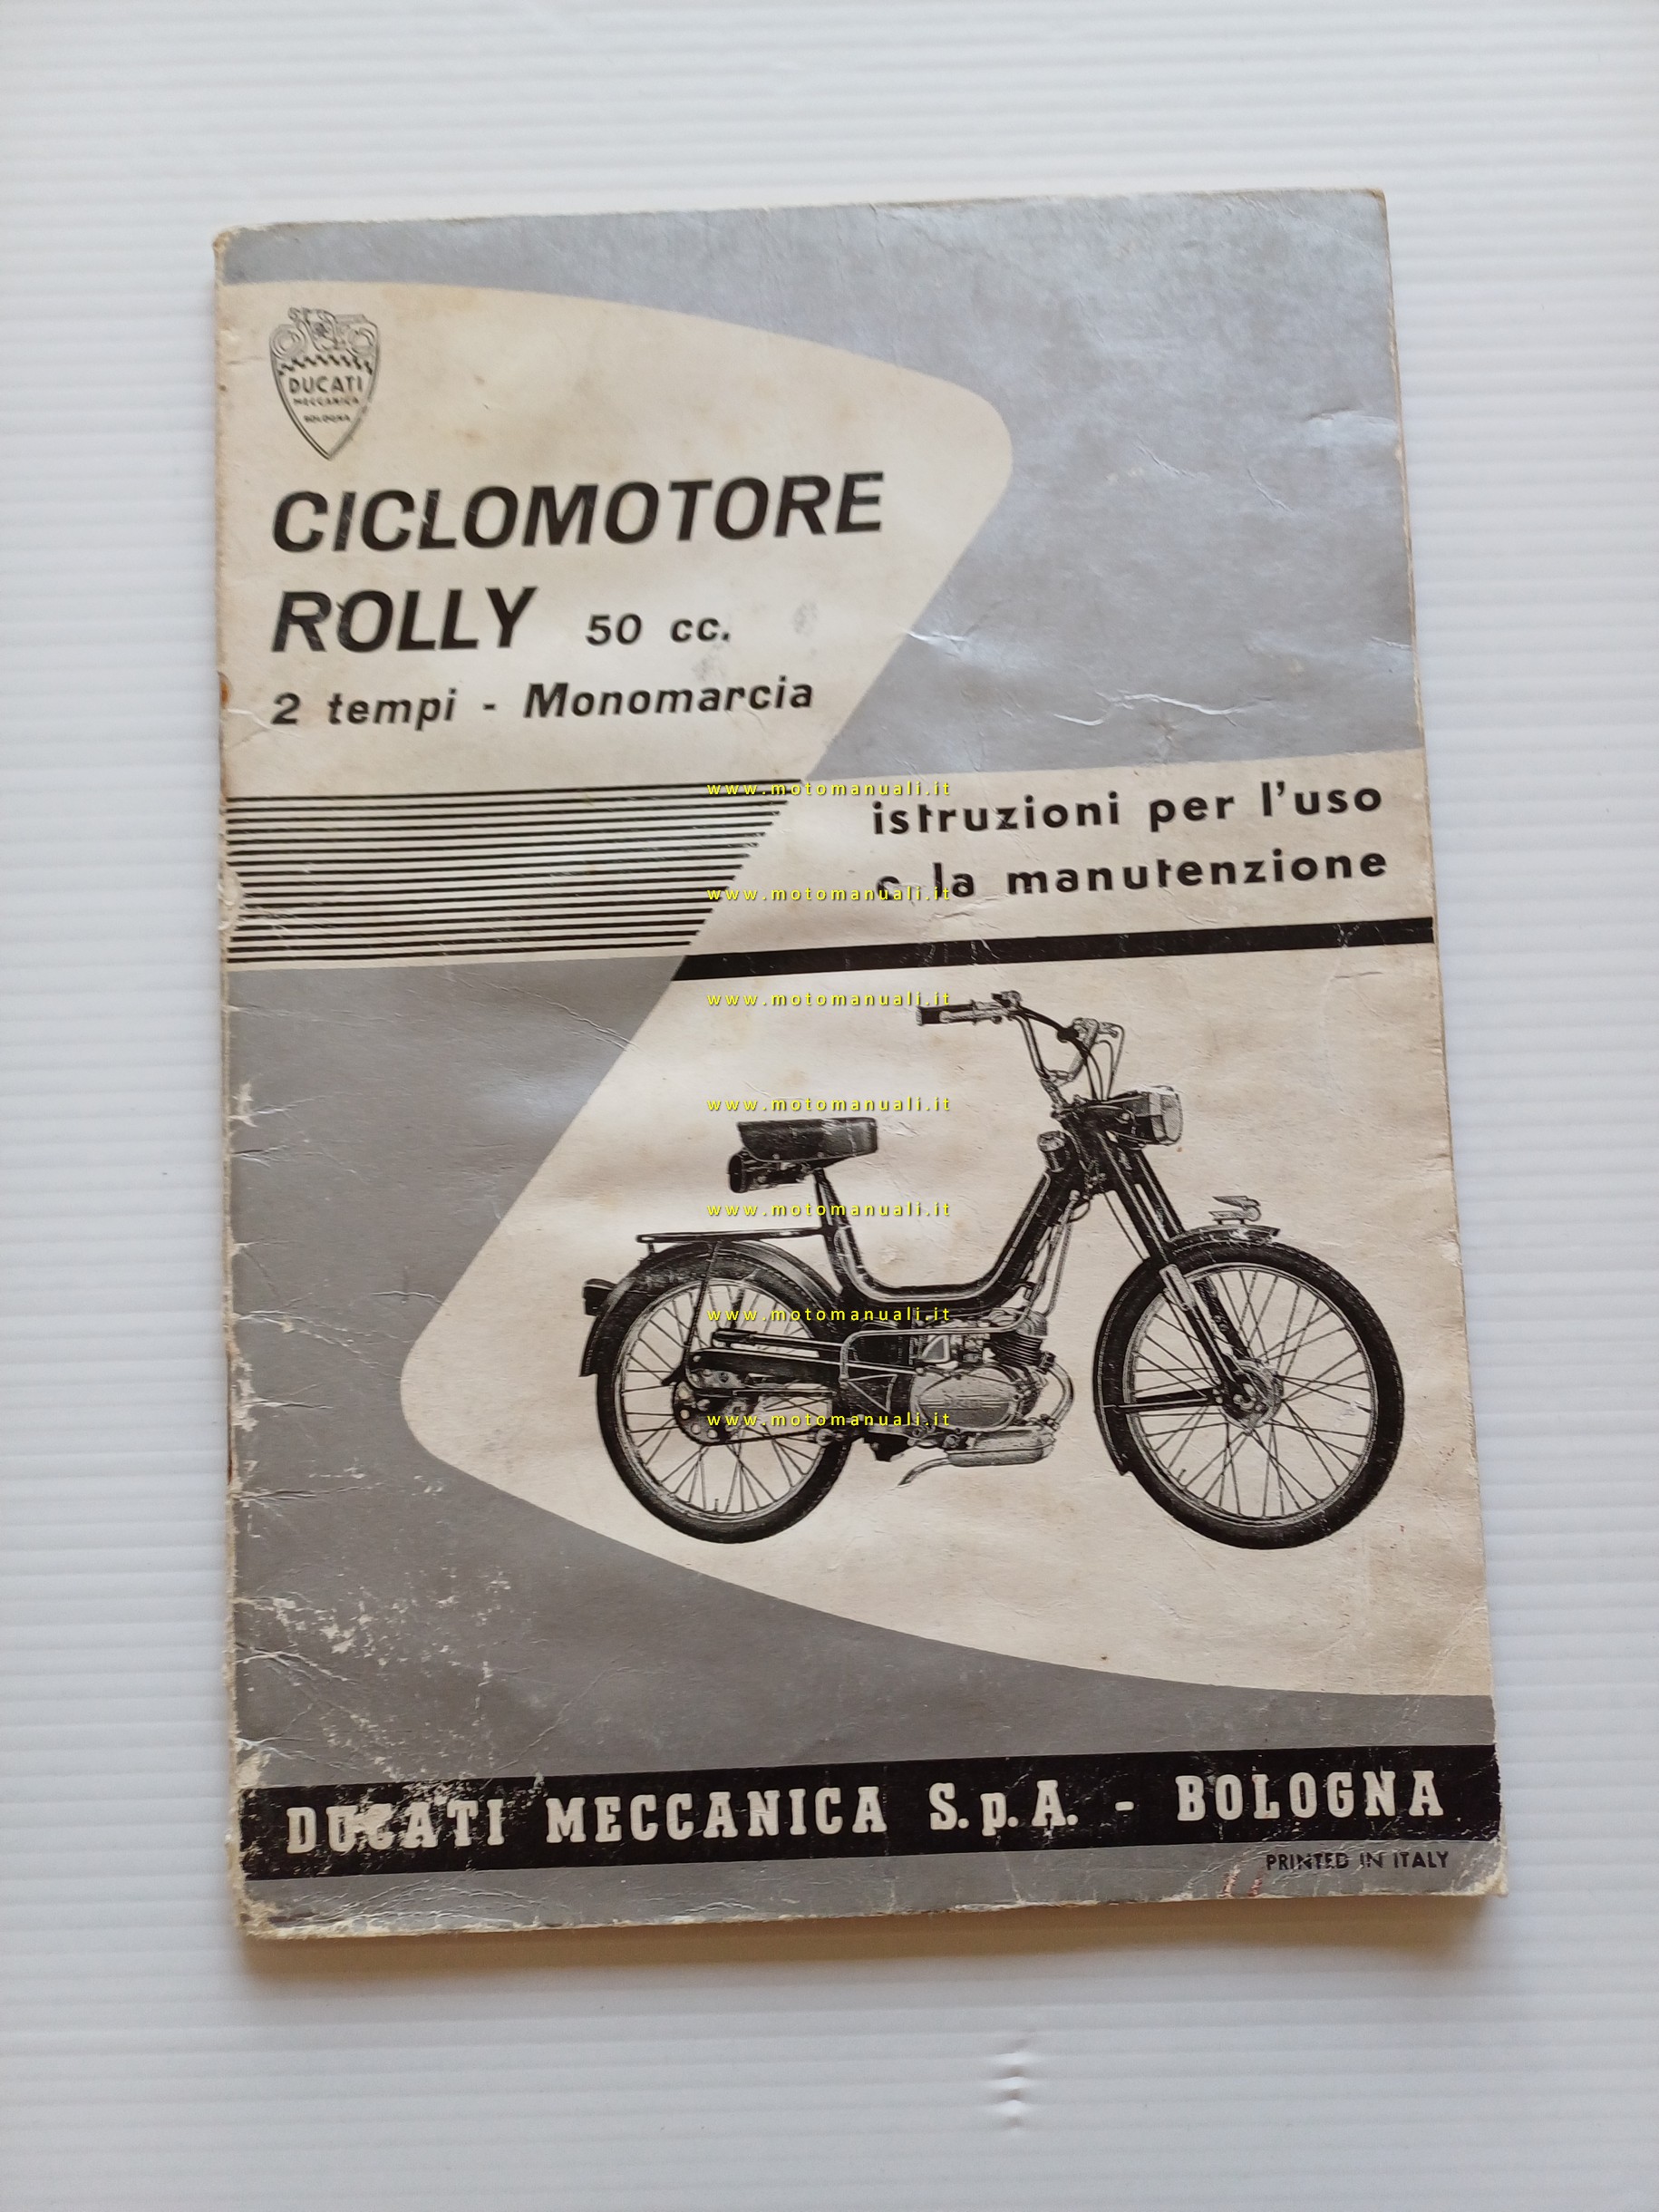 DUCATI
MECCANICA
BOLOGNA
CICLOMOTORE
ROLLY 50 cc.
2 tempi - Monomarcia
www.motomanuali.it
istruzioni per l'uso
e la manutenzione
www.motomanuali.it
www.motomanuali.it
www.motomanuali.it
www.motomanuali.it
www.motomanuali.it
www.motomanuali.it
DUCATI MECCANICA S.p.A. - BOLOGNA
PRINTED IN ITALY